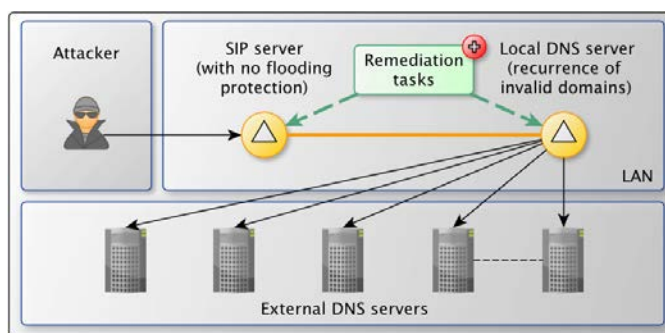 Attacker
SIP server
(with no flooding
protection)
Remediation
tasks
Local DNS server
(recurrence of
invalid domains)
LAN
External DNS servers